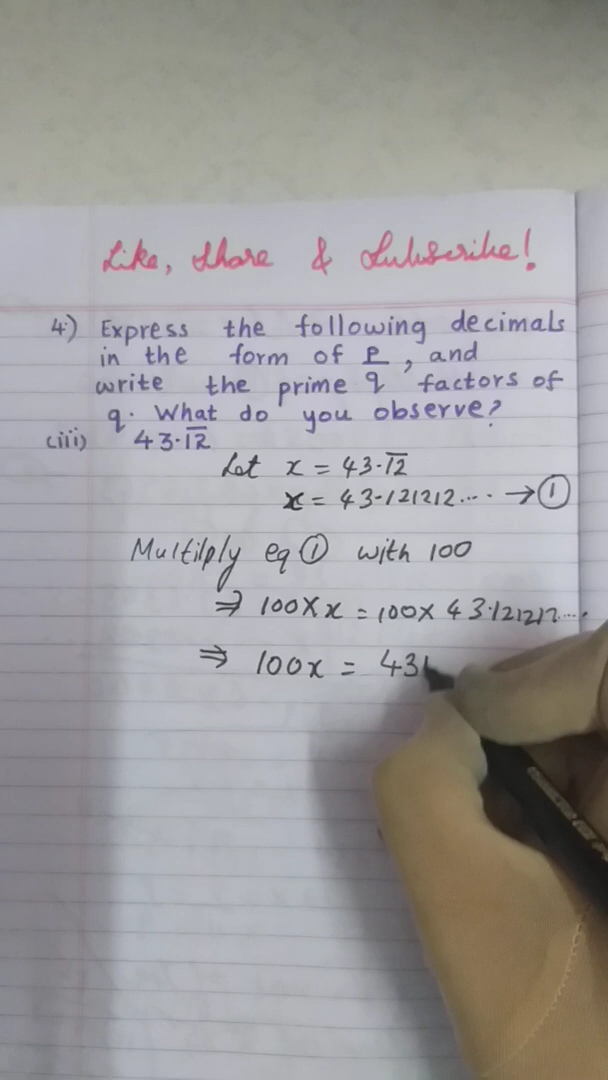 Like, Share & Subscribe!
4.) Express the following decimals
in the form of p/q, and
write the prime factors of
q. What do you observe?
(iii) 43.1̅2̅
Let x = 43.1̅2̅
x = 43.121212.... → ①
Multilply eq ① with 100
⇒ 100×x = 100× 43.121212....
⇒ 100x = 431